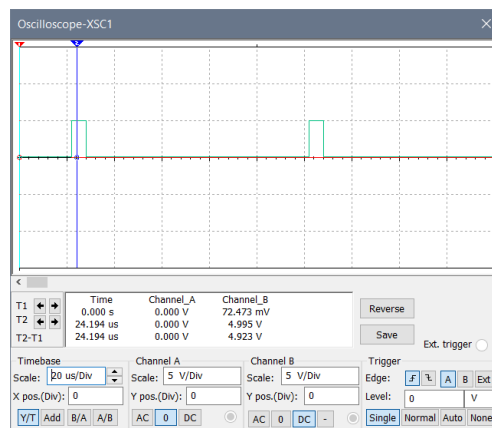 Oscilloscope-XSC1
1 2
T1
T2
T2-T1
Time Channel_A Channel_B
0.000 s 0.000 V 72.473 mV
24.194 us 0.000 V 4.995 V
24.194 us 0.000 V 4.923 V
Reverse
Save
Ext. trigger
Timebase
Scale: 20 us/Div
X pos.(Div): 0
Y/T Add B/A A/B
Channel A
Scale: 5 V/Div
Y pos.(Div): 0
AC 0 DC
Channel B
Scale: 5 V/Div
Y pos.(Div): 0
AC 0 DC -
Trigger
Edge: A B Ext
Level: 0 V
Single Normal Auto None